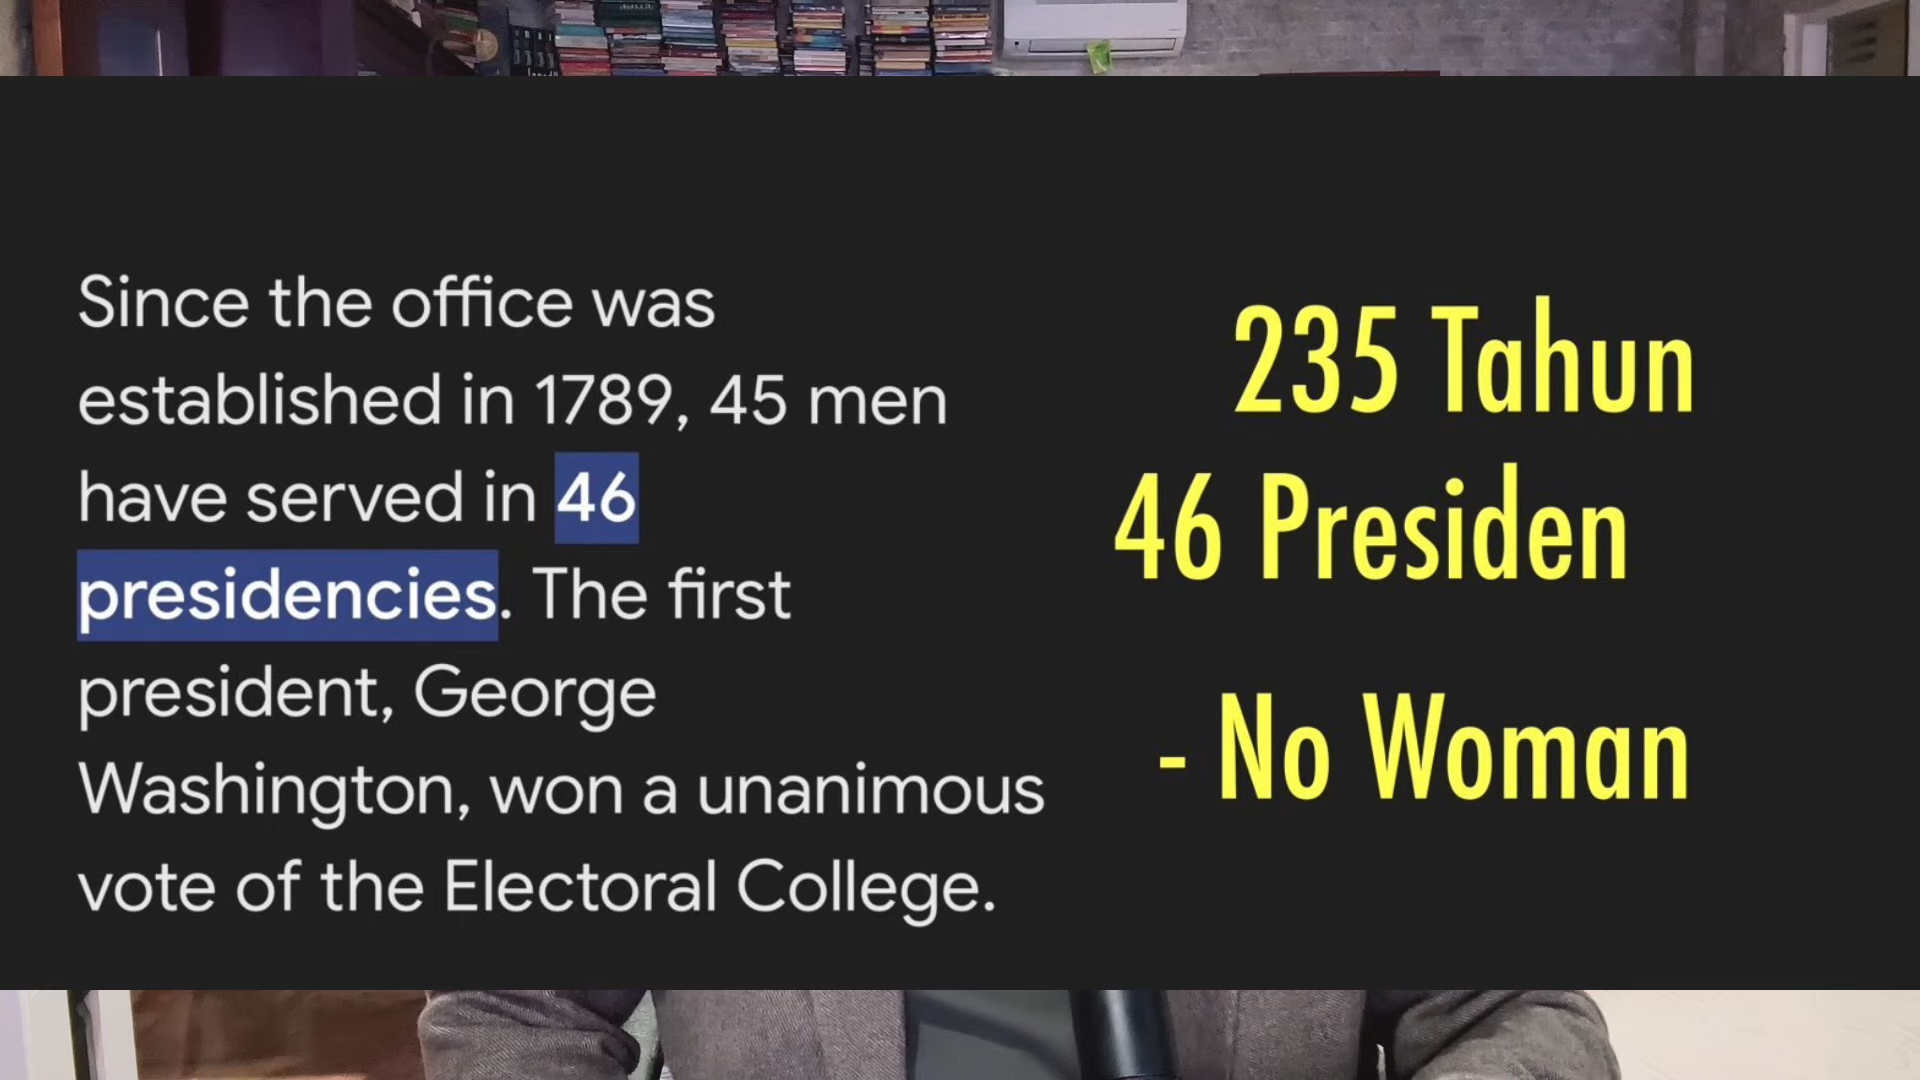 Since the office was
established in 1789, 45 men
have served in 46
presidencies. The first
president, George
Washington, won a unanimous
vote of the Electoral College.
235 Tahun
46 Presiden
- No Woman